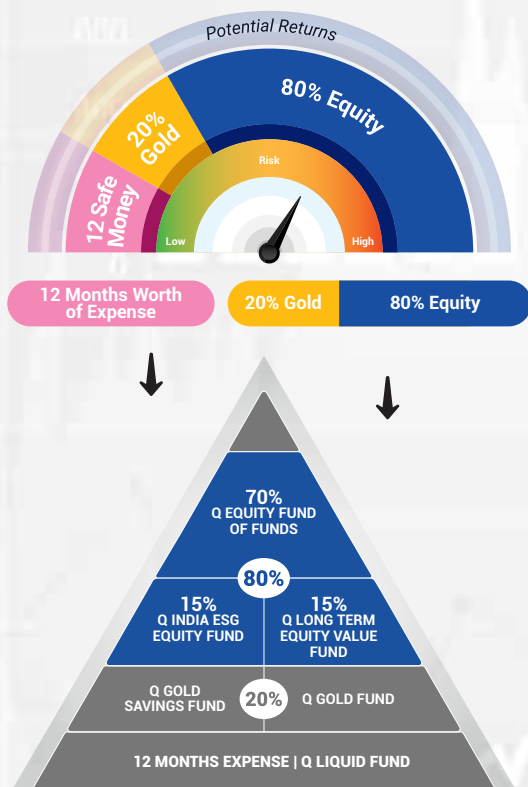 Potential Returns
80% Equity
20%
Gold
12 Safe
Money
Risk
Low
High
12 Months Worth
of Expense
20% Gold
80% Equity
70%
Q EQUITY FUND
OF FUNDS
80%
15%
Q INDIA ESG
EQUITY FUND
15%
Q LONG TERM
EQUITY VALUE
FUND
Q GOLD
SAVINGS FUND
20%
Q GOLD FUND
12 MONTHS EXPENSE | Q LIQUID FUND